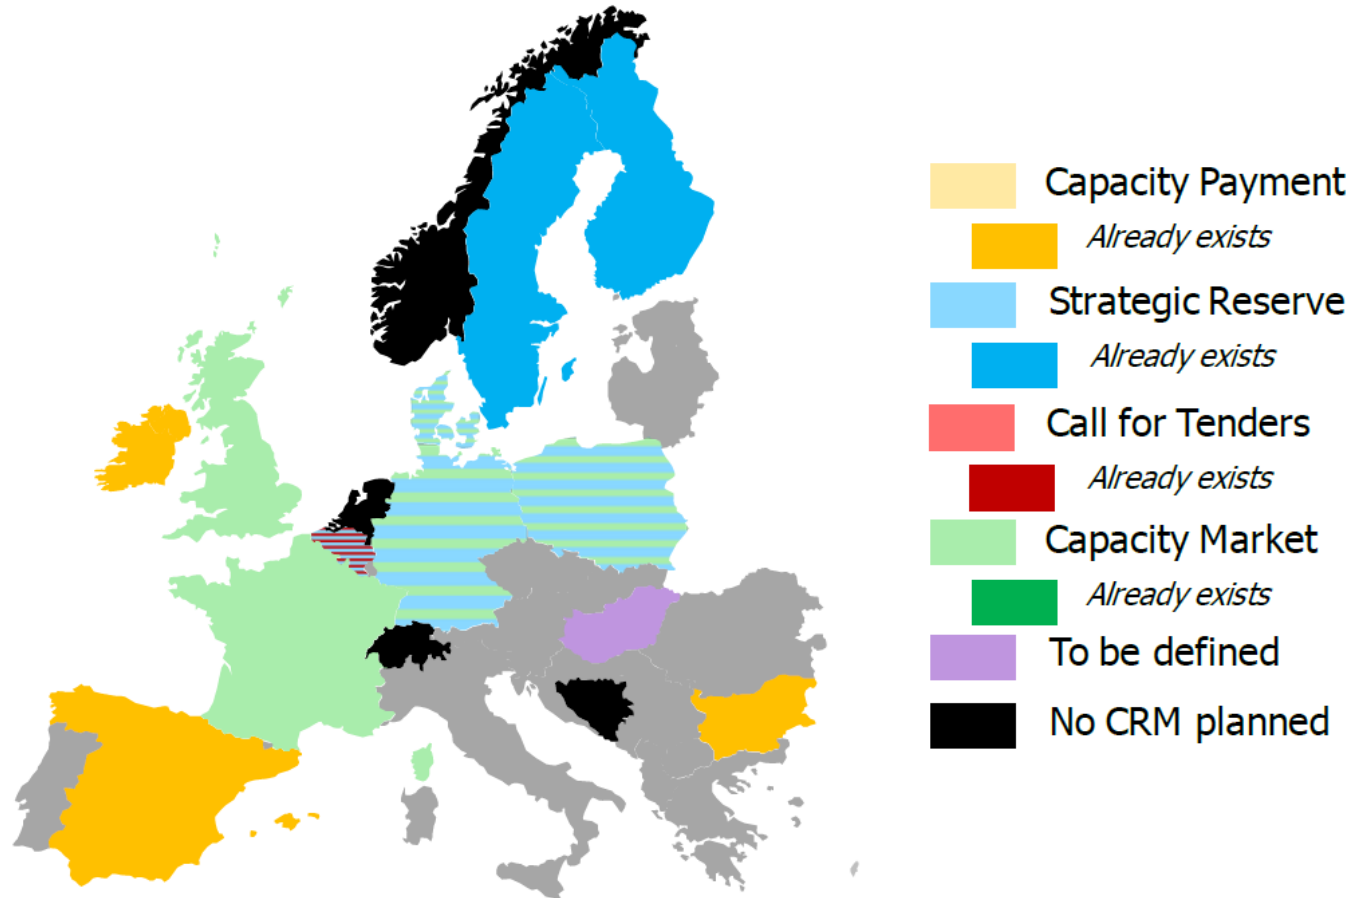 Capacity Payment
Already exists
Strategic Reserve
Already exists
Call for Tenders
Already exists
Capacity Market
Already exists
To be defined
No CRM planned